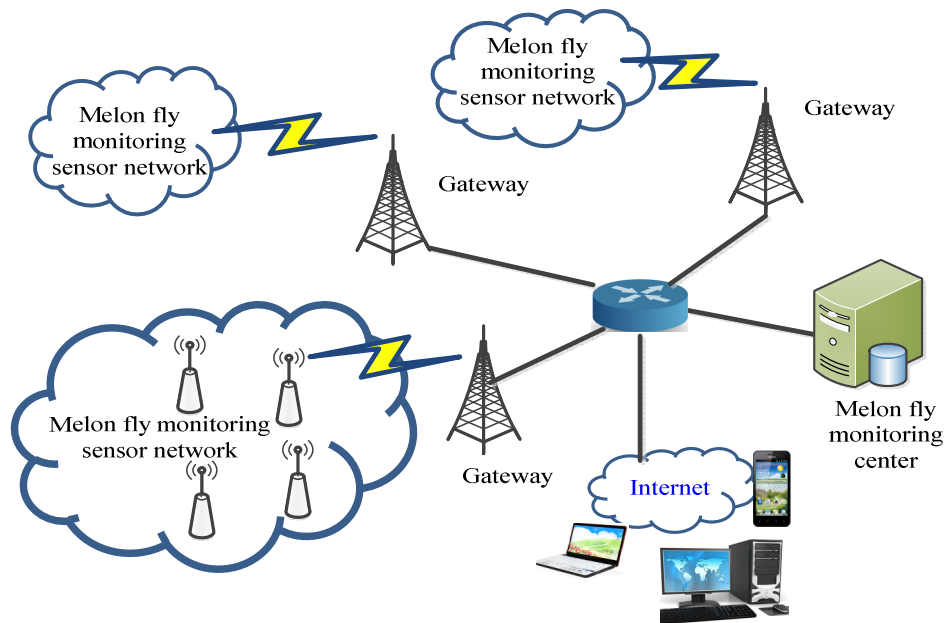 Melon fly
monitoring
sensor network
Gateway
Melon fly
monitoring
sensor network
Gateway
Melon fly monitoring
sensor network
Gateway
Melon fly
monitoring
center
Internet